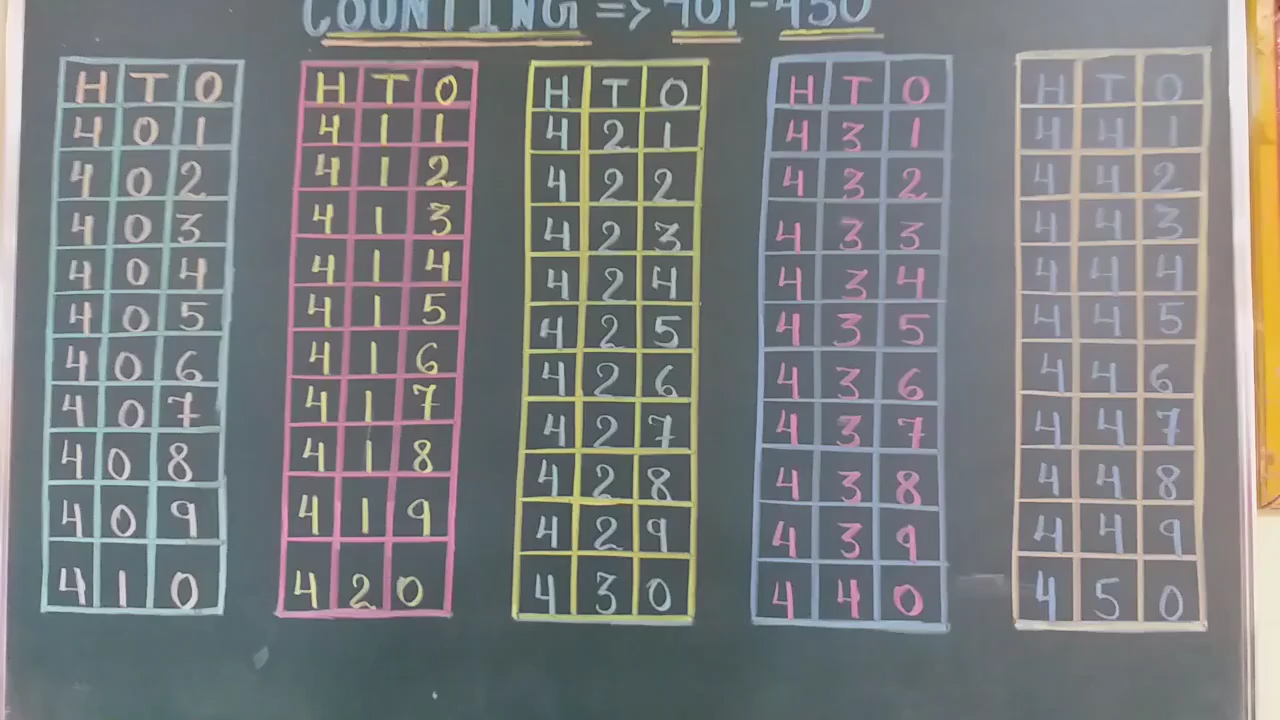 COUNTING => 401-450
H T O H T O H T O H T O H T O
4 0 1 4 1 1 4 2 1 4 3 1 4 4 1
4 0 2 4 1 2 4 2 2 4 3 2 4 4 2
4 0 3 4 1 3 4 2 3 4 3 3 4 4 3
4 0 4 4 1 4 4 2 4 4 3 4 4 4 4
4 0 5 4 1 5 4 2 5 4 3 5 4 4 5
4 0 6 4 1 6 4 2 6 4 3 6 4 4 6
4 0 7 4 1 7 4 2 7 4 3 7 4 4 7
4 0 8 4 1 8 4 2 8 4 3 8 4 4 8
4 0 9 4 1 9 4 2 9 4 3 9 4 4 9
4 1 0 4 2 0 4 3 0 4 4 0 4 5 0